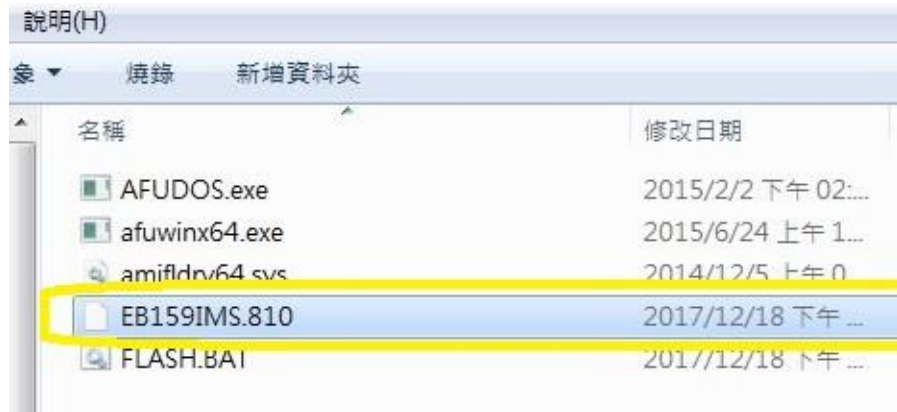 說明(H)
象 燒錄 新增資料夾
名稱 修改日期
AFUDOS.exe 2015/2/2 下午 02:...
afuwinx64.exe 2015/6/24 上午 1...
amifldrv64.sys 2014/12/5 上午 0
EB159IMS.810 2017/12/18 下午 ...
FLASH.BAT 2017/12/18 下午 ...